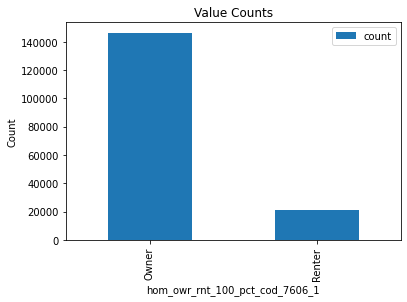 Value Counts
count
140000
120000
100000
80000
60000
40000
20000
0
Count
Owner
Renter
hom_owr_rnt_100_pct_cod_7606_1